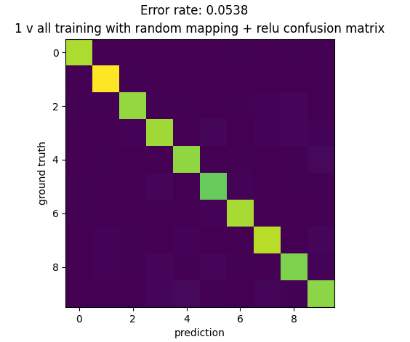 Error rate: 0.0538
1 v all training with random mapping + relu confusion matrix
0
2
4
6
8
ground truth
0 2 4 6 8
prediction